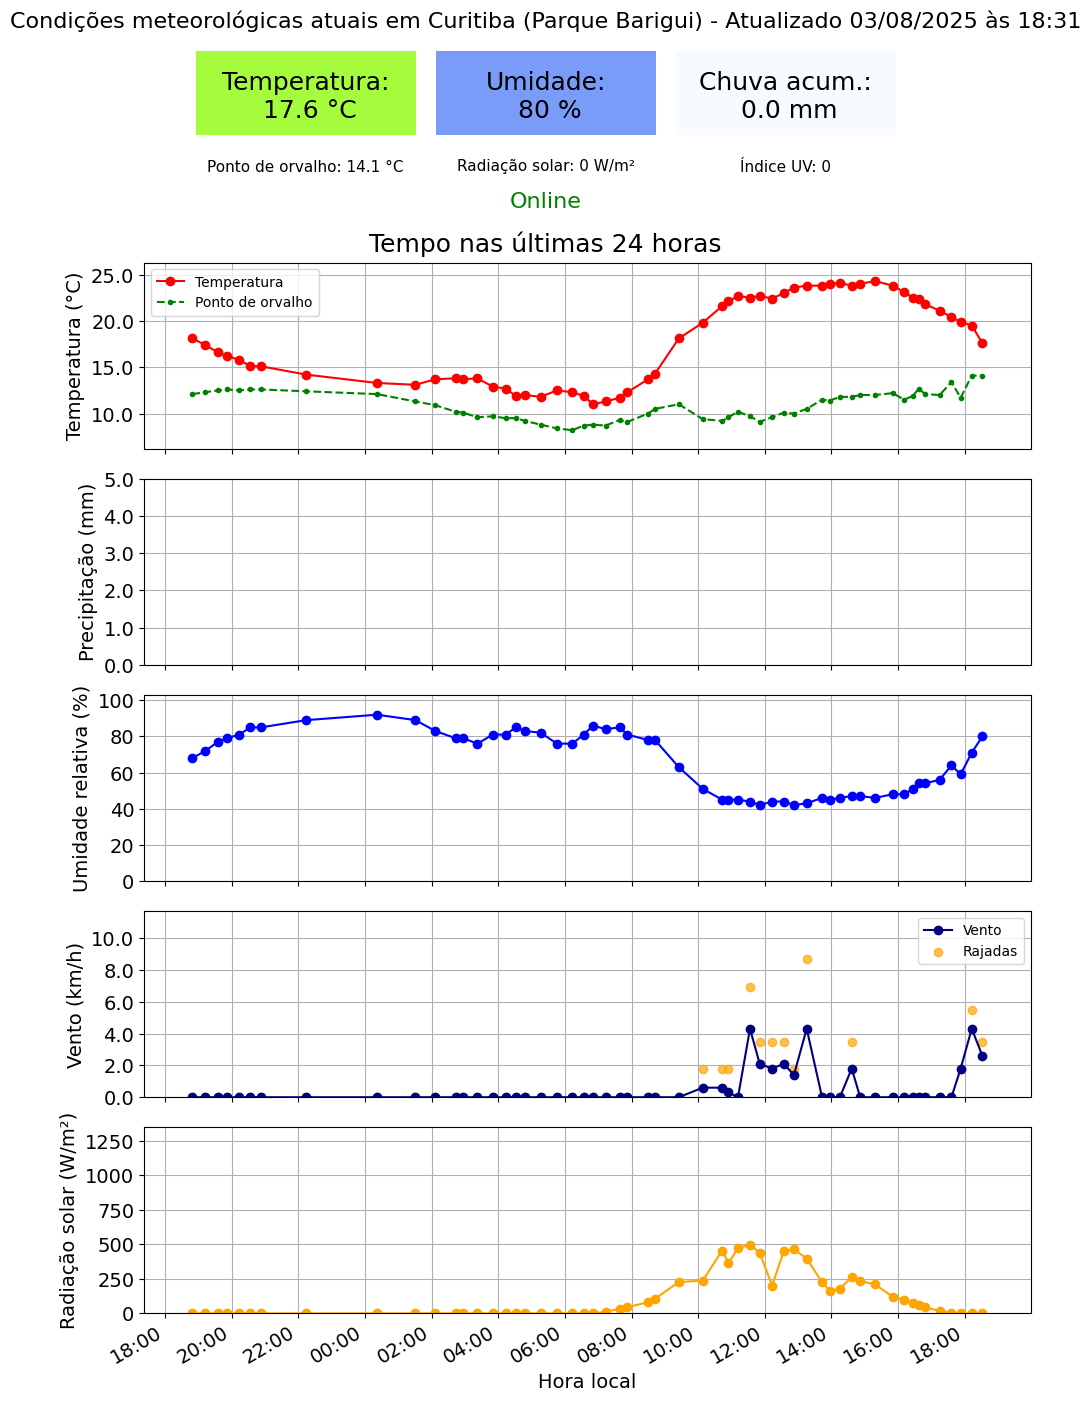 Condições meteorológicas atuais em Curitiba (Parque Barigui) - Atualizado 03/08/2025 às 18:31
Temperatura:
17.6 °C
Umidade:
80 %
Chuva acum.:
0.0 mm
Ponto de orvalho: 14.1 °C
Radiação solar: 0 W/m²
Índice UV: 0
Online
Tempo nas últimas 24 horas
Temperatura (°C)
25.0
20.0
15.0
10.0
Temperatura
Ponto de orvalho
Precipitação (mm)
5.0
4.0
3.0
2.0
1.0
0.0
Umidade relativa (%)
100
80
60
40
20
0
Vento (km/h)
10.0
8.0
6.0
4.0
2.0
0.0
Vento
Rajadas
Radiação solar (W/m²)
1250
1000
750
500
250
0
18:00
20:00
22:00
00:00
02:00
04:00
06:00
08:00
10:00
12:00
14:00
16:00
18:00
Hora local